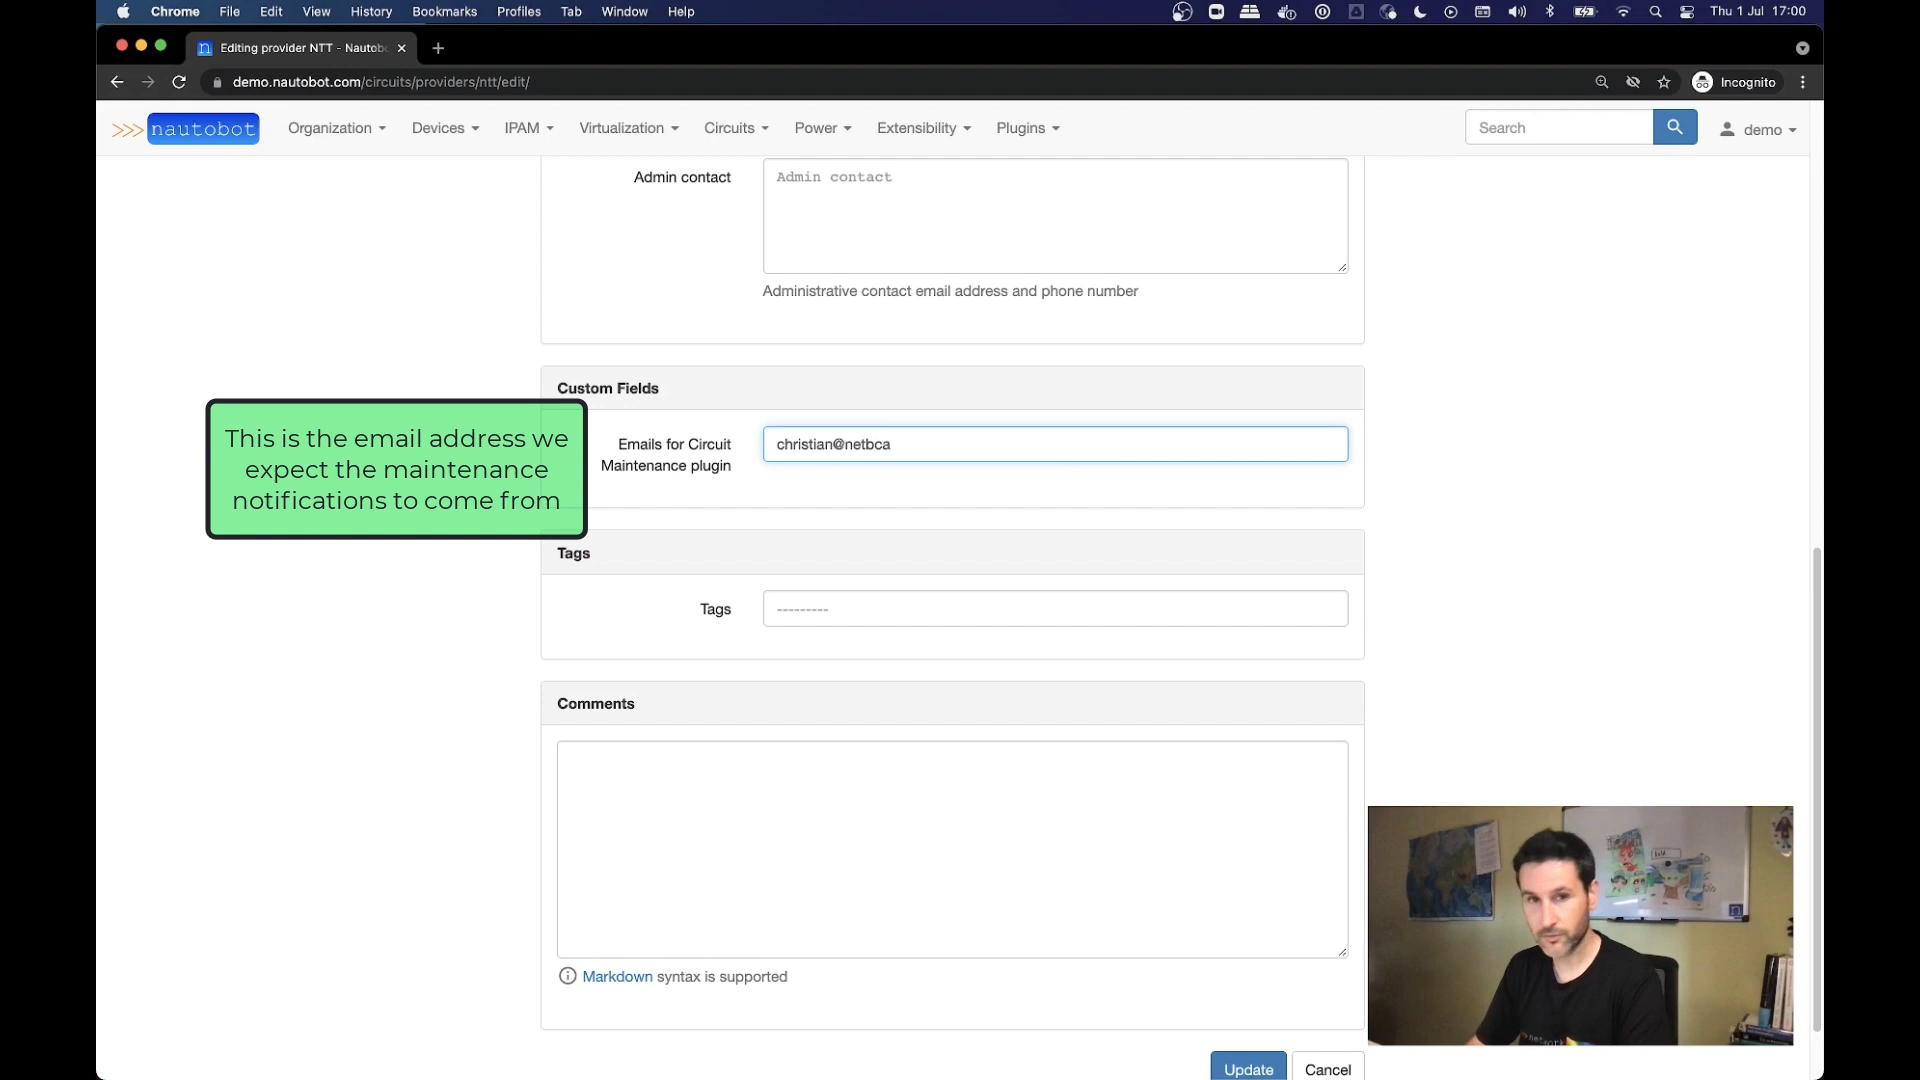 Chrome File Edit View History Bookmarks Profiles Tab Window Help Thu 1 Jul 17:00
Editing provider NTT - Nautob
demo.nautobot.com/circuits/providers/ntt/edit/ Incognito
>>> nautobot Organization Devices IPAM Virtualization Circuits Power Extensibility Plugins Search demo
Admin contact Admin contact
Administrative contact email address and phone number
Custom Fields
This is the email address we
expect the maintenance
notifications to come from
Emails for Circuit
Maintenance plugin
christian@netbca
Tags
Tags ---------
Comments
Markdown syntax is supported
Update Cancel